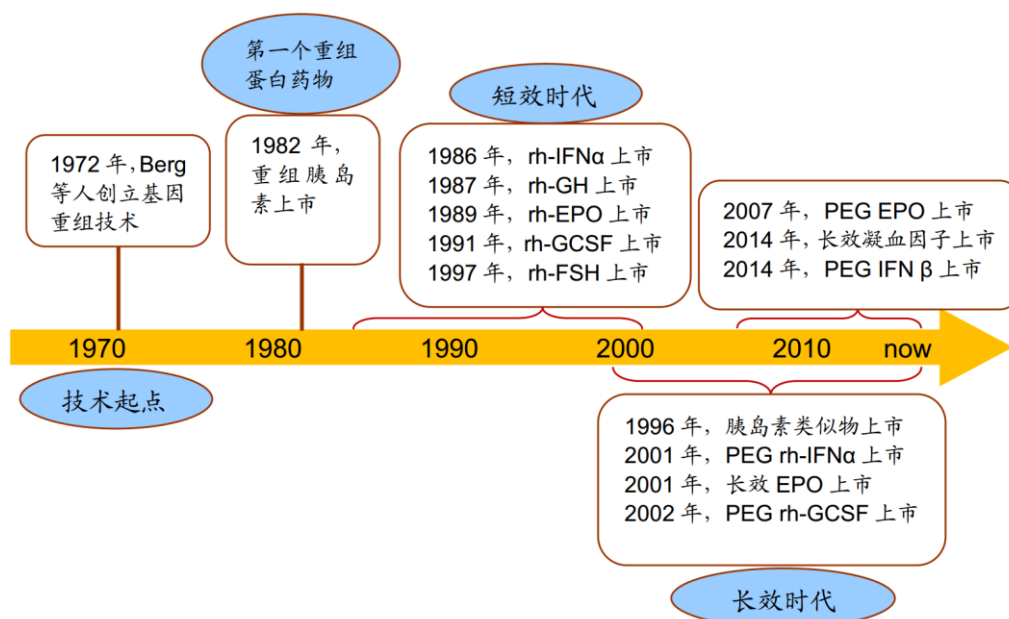 第一个重组
蛋白药物
短效时代
1972 年，Berg
等人创立基因
重组技术
1982 年，
重组胰岛
素上市
1986 年，rh-IFNα 上市
1987 年，rh-GH 上市
1989 年，rh-EPO 上市
1991 年，rh-GCSF 上市
1997 年，rh-FSH 上市
2007 年，PEG EPO 上市
2014 年，长效凝血因子上市
2014 年，PEG IFN β 上市
1970 1980 1990 2000 2010 now
技术起点
1996 年，胰岛素类似物上市
2001 年，PEG rh-IFNα 上市
2001 年，长效 EPO 上市
2002 年，PEG rh-GCSF 上市
长效时代